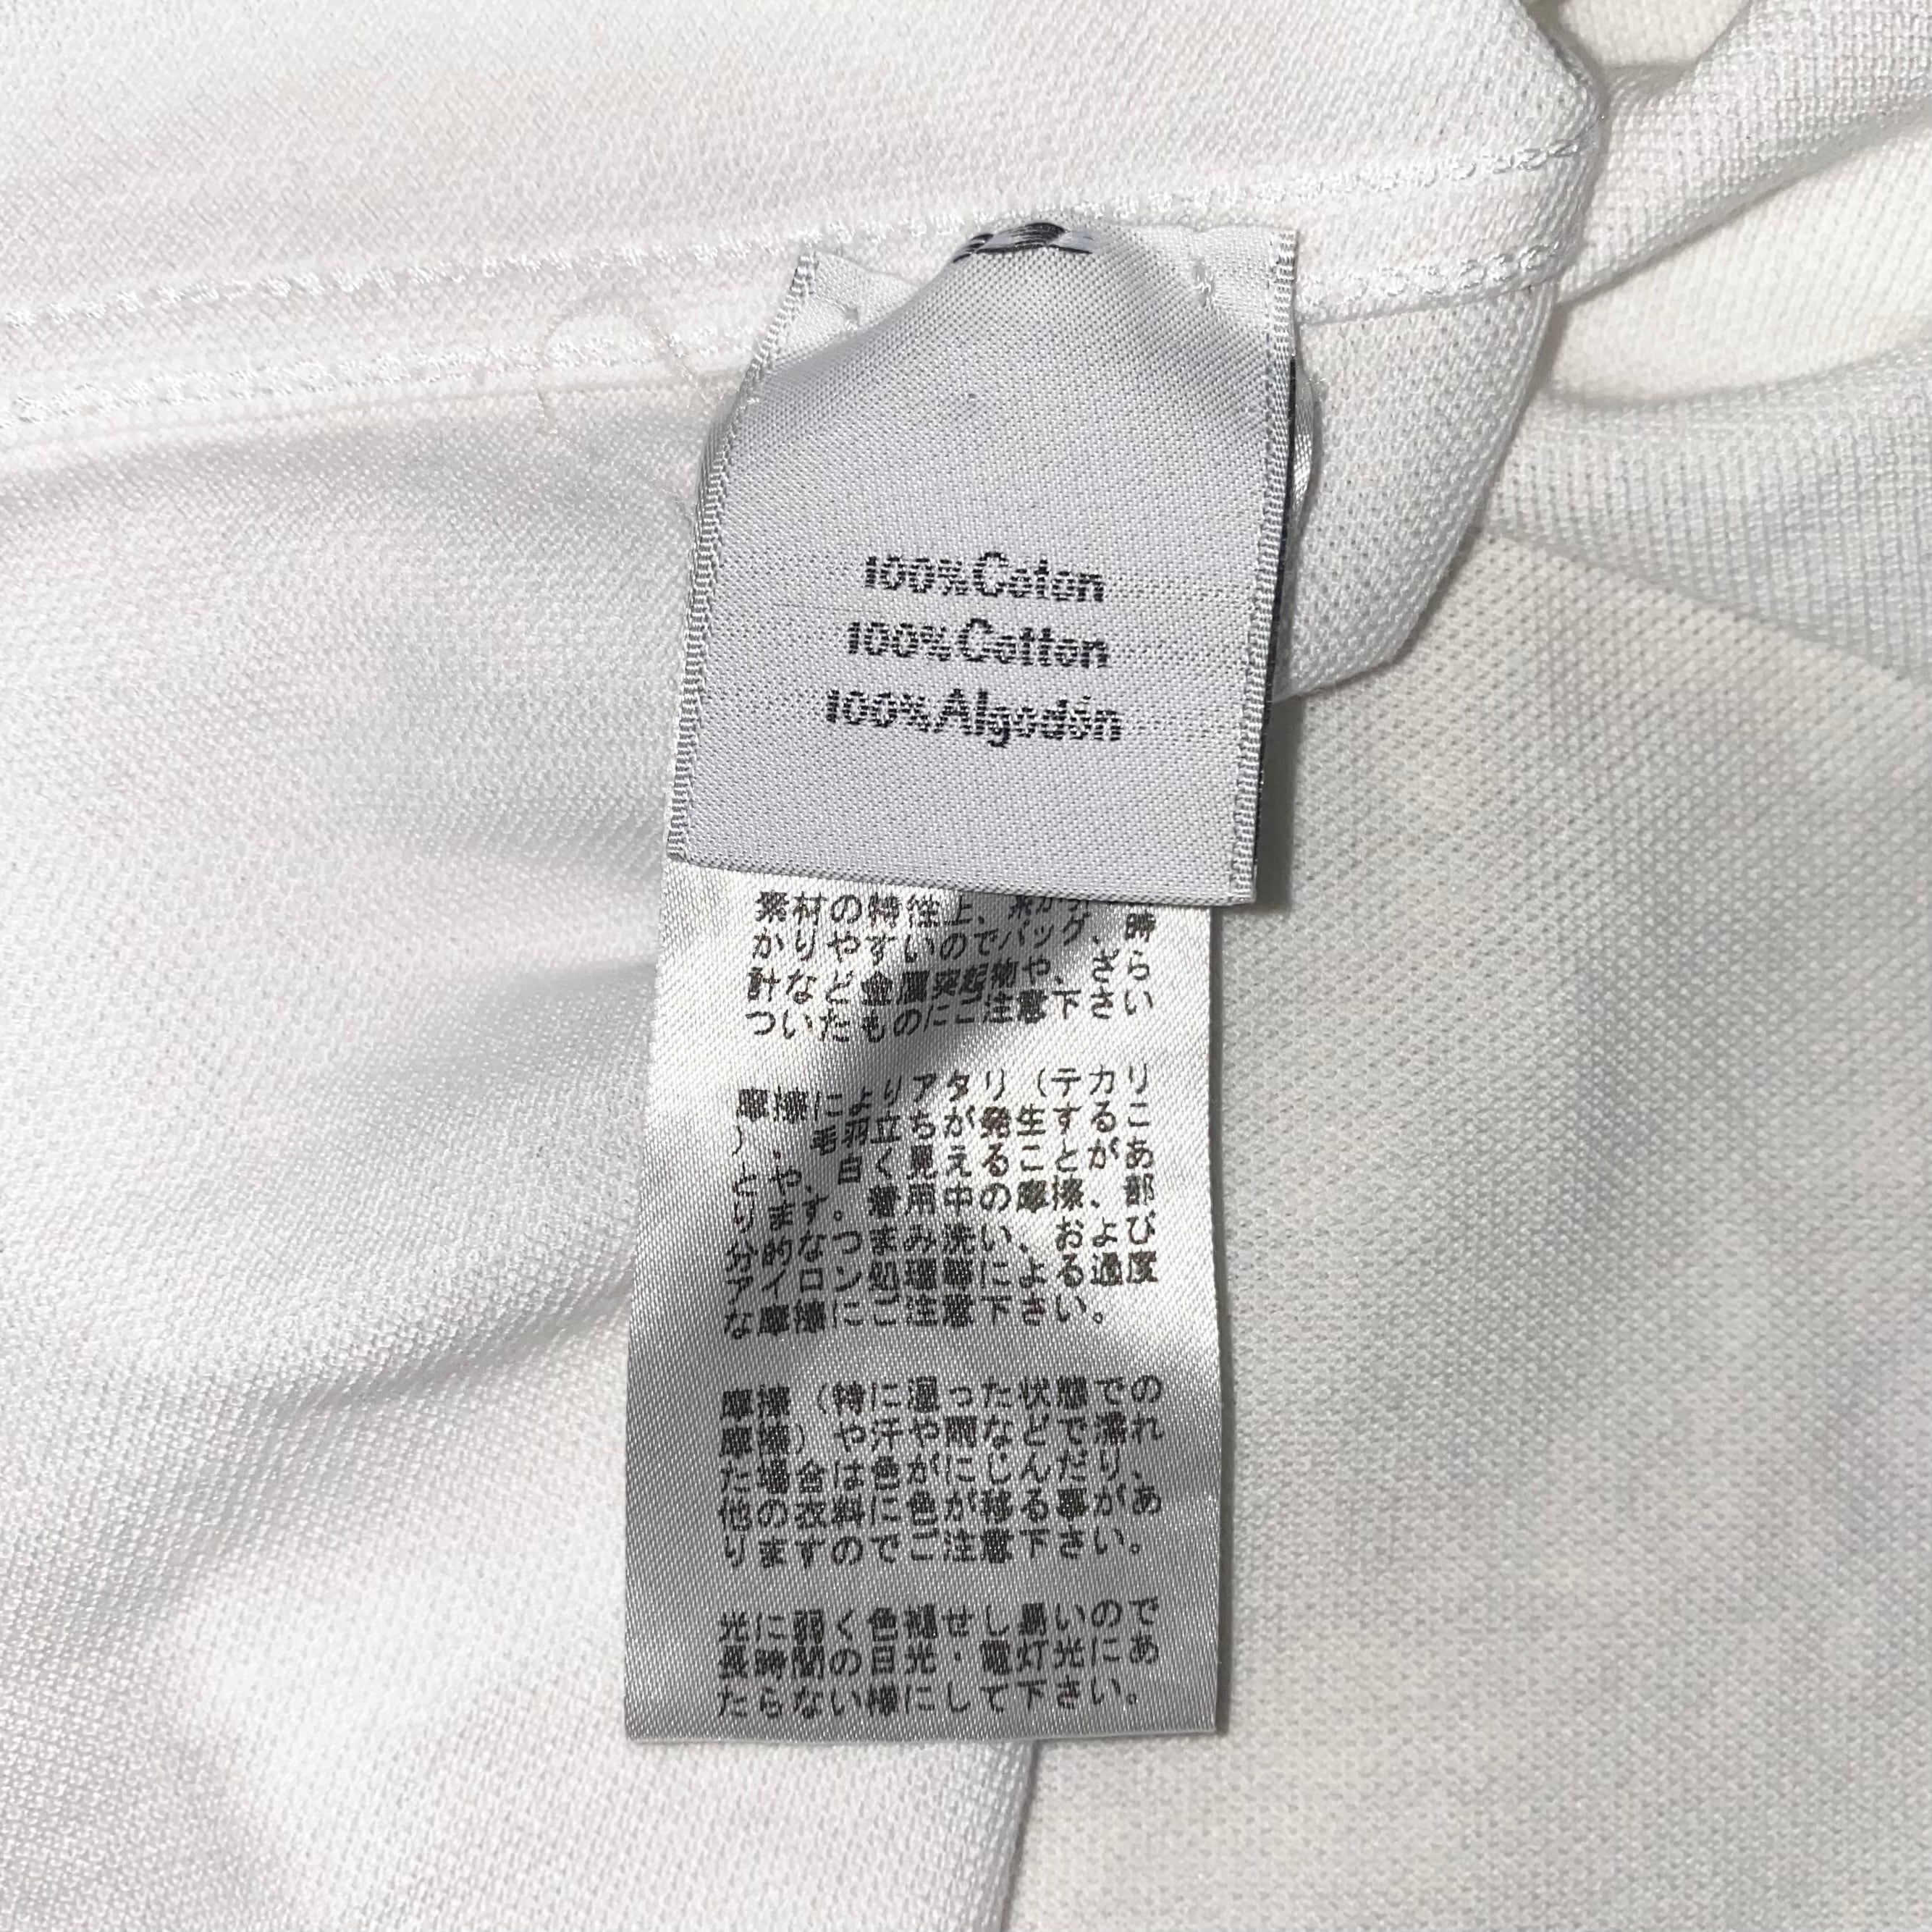 100%Coton
100%Cotton
100%Algodón
素材の特性上、糸が
かりやすいのでバッグ、時
計など金属突起物や、ざら
ついたものにご注意下さい
摩擦によりアタリ（テカリ
）、毛羽立ちが発生するこ
とや、白く見えることがあ
ります。着用中の摩擦、部
分的なつまみ洗い、および
アイロン処理等による過度
な摩擦にご注意下さい。
摩擦（特に湿った状態での
摩擦）や汗や雨などで濡れ
た場合は色がにじんだり、
他の衣料に色が移る事があ
りますのでご注意下さい。
光に弱く色褪せし易いので
長時間の日光・電灯光にあ
たらない様にして下さい。